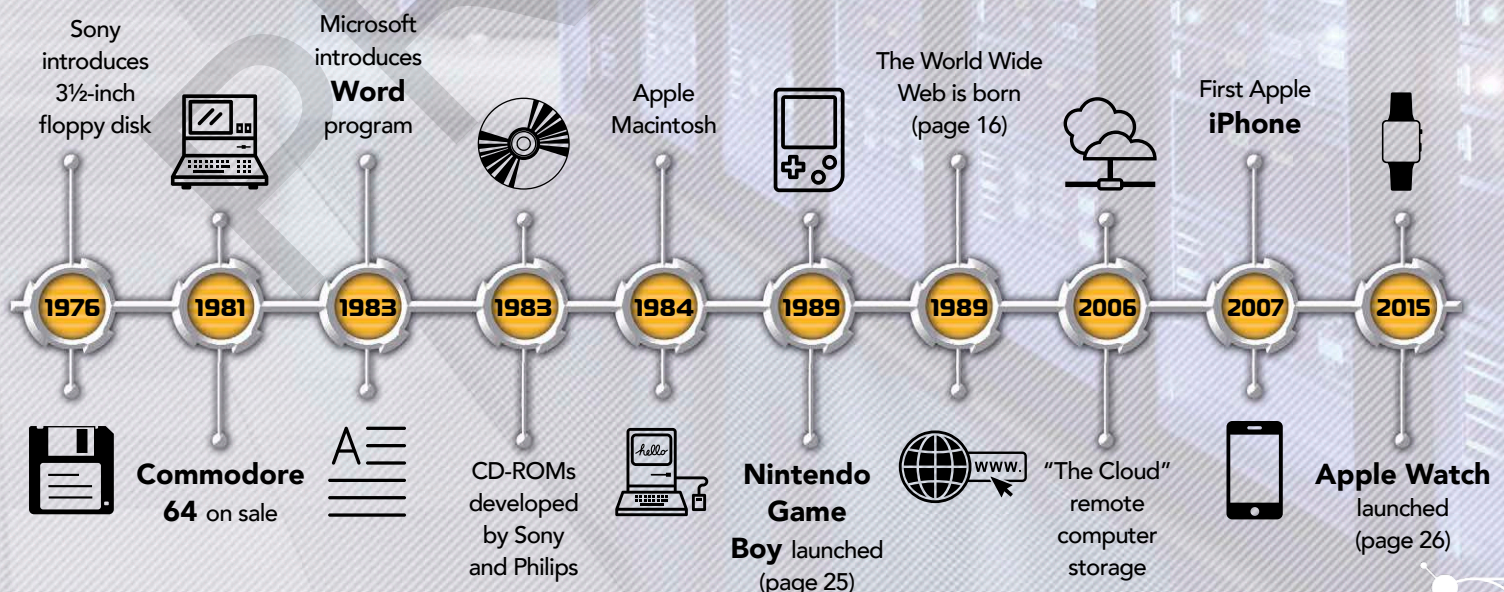 Sony
introduces
3½-inch
floppy disk
1976
1981
Commodore
64 on sale
Microsoft
introduces
Word
program
1983
A
1983
CD-ROMs
developed
by Sony
and Philips
Apple
Macintosh
1984
hello
1989
Nintendo
Game
Boy launched
(page 25)
The World Wide
Web is born
(page 16)
1989
www.
2006
"The Cloud"
remote
computer
storage
First Apple
iPhone
2007
2015
Apple Watch
launched
(page 26)